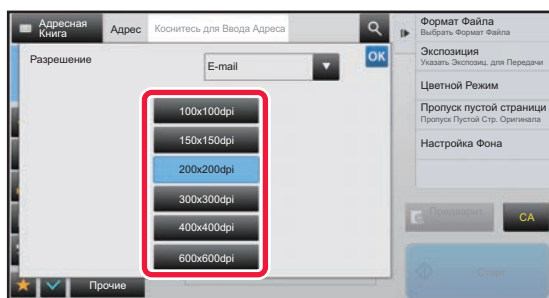 Адресная
Книга
Адрес
Коснитесь для Ввода Адреса
Разрешение
E-mail
OK
100x100dpi
150x150dpi
200x200dpi
300x300dpi
400x400dpi
600x600dpi
Прочие
Формат Файла
Выбрать Формат Файла
Экспозиция
Указать Экспозиц. для Передачи
Цветной Режим
Пропуск пустой страници
Пропуск Пустой Стр. Оригинала
Настройка Фона
Предварит.
CA
Старт